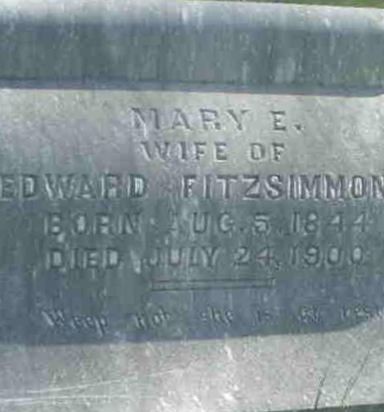 MARY E.
WIFE OF
EDWARD FITZSIMMON
BORN AUG. 5, 1844
DIED JULY 24, 1900
Weep not she is at rest